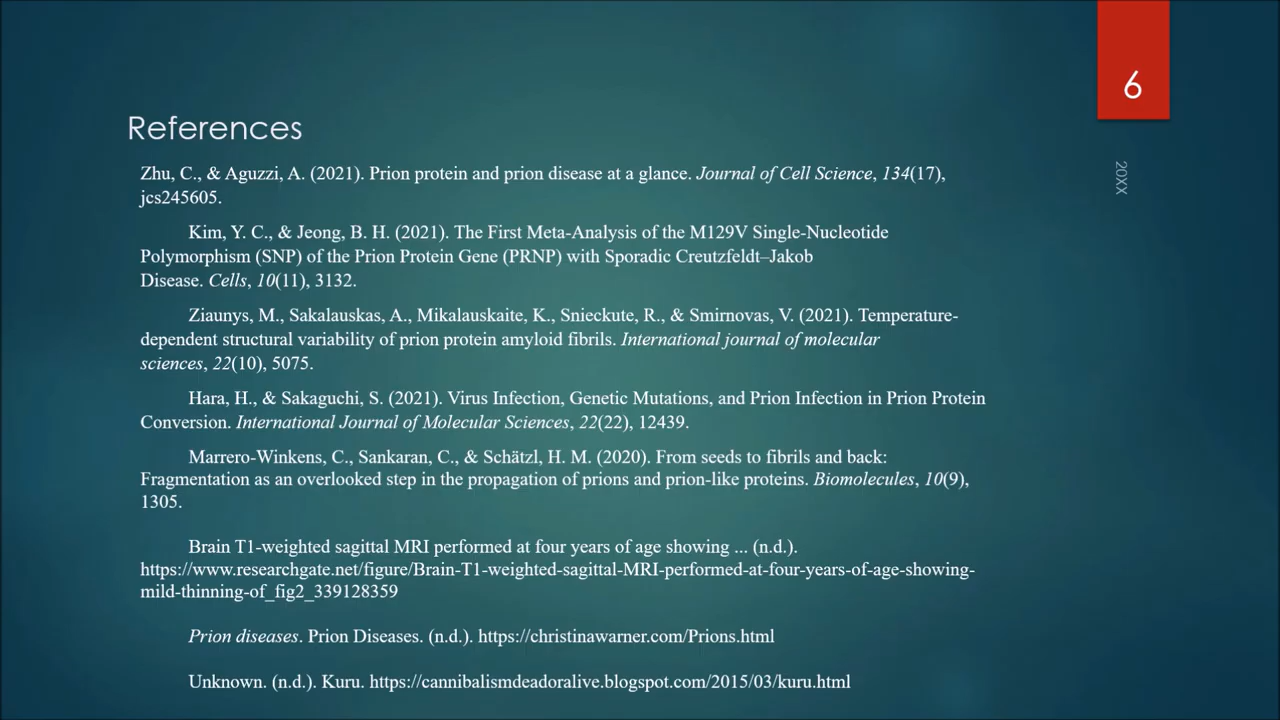 6
References
20XX
Zhu, C., & Aguzzi, A. (2021). Prion protein and prion disease at a glance. Journal of Cell Science, 134(17),
jcs245605.
Kim, Y. C., & Jeong, B. H. (2021). The First Meta-Analysis of the M129V Single-Nucleotide
Polymorphism (SNP) of the Prion Protein Gene (PRNP) with Sporadic Creutzfeldt–Jakob
Disease. Cells, 10(11), 3132.
Ziaunys, M., Sakalauskas, A., Mikalauskaite, K., Snieckute, R., & Smirnovas, V. (2021). Temperature-
dependent structural variability of prion protein amyloid fibrils. International journal of molecular
sciences, 22(10), 5075.
Hara, H., & Sakaguchi, S. (2021). Virus Infection, Genetic Mutations, and Prion Infection in Prion Protein
Conversion. International Journal of Molecular Sciences, 22(22), 12439.
Marrero-Winkens, C., Sankaran, C., & Schätzl, H. M. (2020). From seeds to fibrils and back:
Fragmentation as an overlooked step in the propagation of prions and prion-like proteins. Biomolecules, 10(9),
1305.
Brain T1-weighted sagittal MRI performed at four years of age showing ... (n.d.).
https://www.researchgate.net/figure/Brain-T1-weighted-sagittal-MRI-performed-at-four-years-of-age-showing-
mild-thinning-of_fig2_339128359
Prion diseases. Prion Diseases. (n.d.). https://christinawarner.com/Prions.html
Unknown. (n.d.). Kuru. https://cannibalismdeadoralive.blogspot.com/2015/03/kuru.html